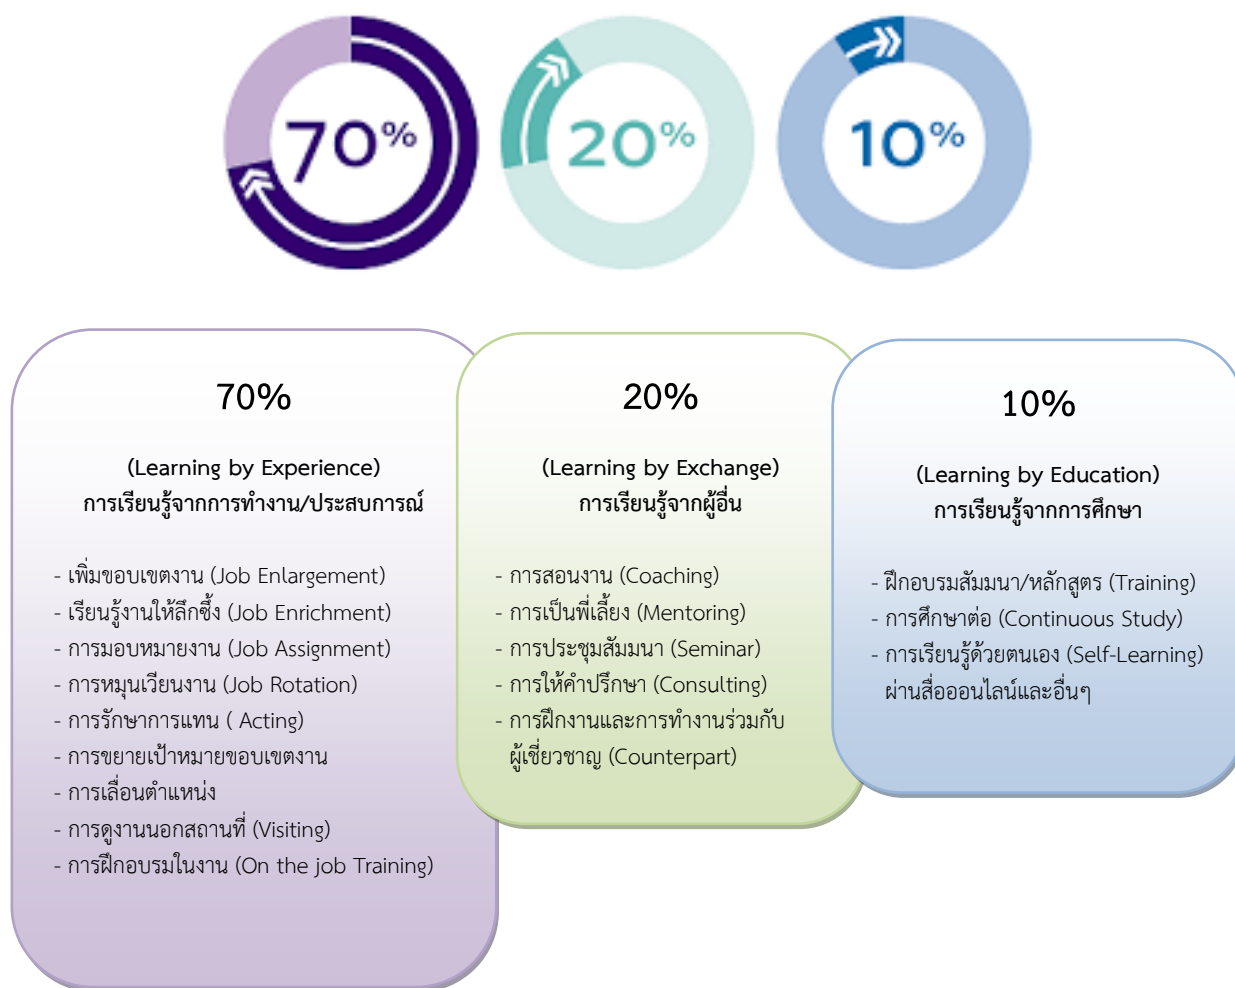 70%
20%
10%
70%
(Learning by Experience)
การเรียนรู้จากการทำงาน/ประสบการณ์
- เพิ่มขอบเขตงาน (Job Enlargement)
- เรียนรู้งานให้ลึกซึ้ง (Job Enrichment)
- การมอบหมายงาน (Job Assignment)
- การหมุนเวียนงาน (Job Rotation)
- การรักษาการแทน ( Acting)
- การขยายเป้าหมายขอบเขตงาน
- การเลื่อนตำแหน่ง
- การดูงานนอกสถานที่ (Visiting)
- การฝึกอบรมในงาน (On the job Training)
20%
(Learning by Exchange)
การเรียนรู้จากผู้อื่น
- การสอนงาน (Coaching)
- การเป็นพี่เลี้ยง (Mentoring)
- การประชุมสัมมนา (Seminar)
- การให้คำปรึกษา (Consulting)
- การฝึกงานและการทำงานร่วมกับ
ผู้เชี่ยวชาญ (Counterpart)
10%
(Learning by Education)
การเรียนรู้จากการศึกษา
- ฝึกอบรมสัมมนา/หลักสูตร (Training)
- การศึกษาต่อ (Continuous Study)
- การเรียนรู้ด้วยตนเอง (Self-Learning)
ผ่านสื่อออนไลน์และอื่นๆ